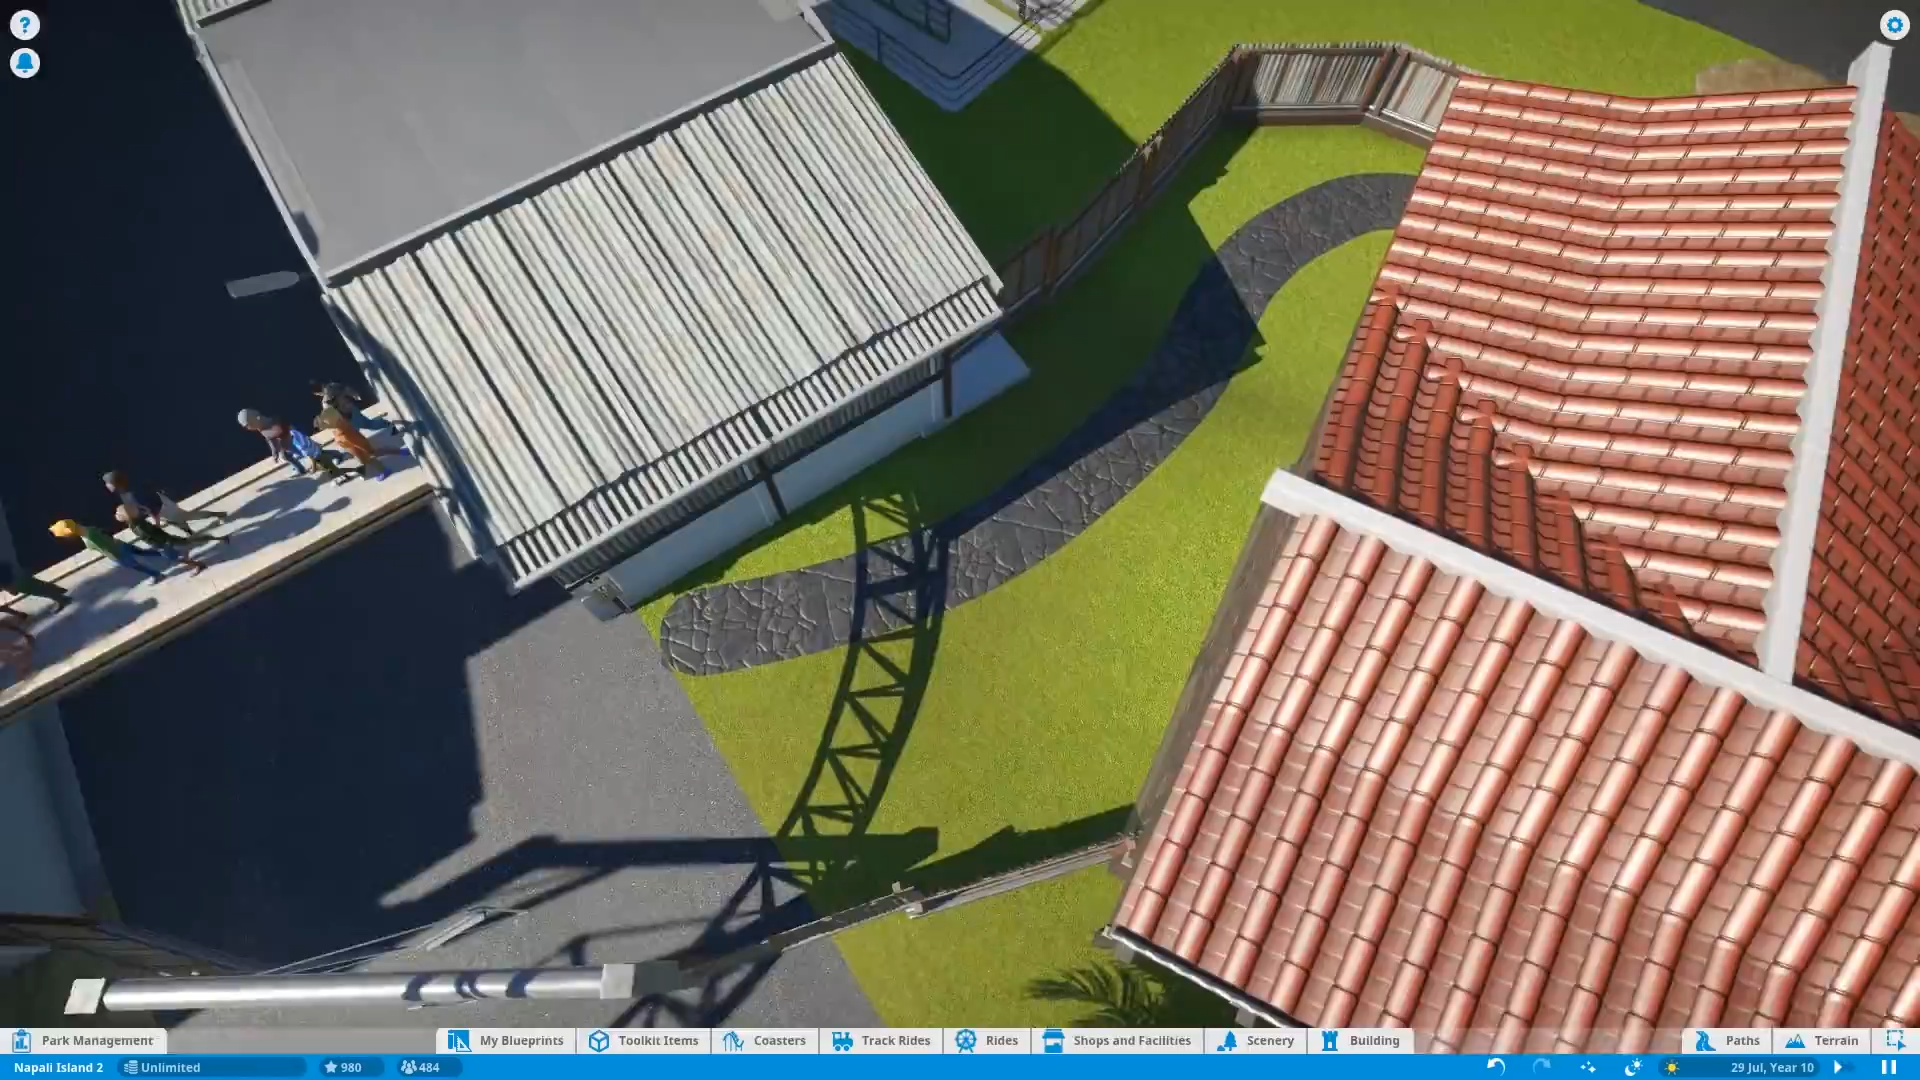 ?
Park Management
My Blueprints
Toolkit Items
Coasters
Track Rides
Rides
Shops and Facilities
Scenery
Building
Paths
Terrain
Napali Island 2
Unlimited
980
484
29 Jul, Year 10